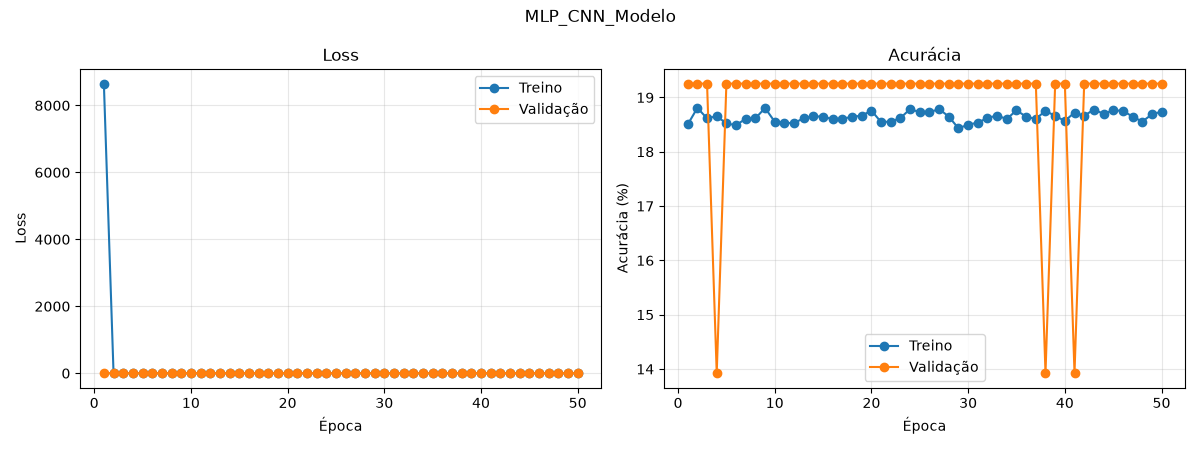 MLP_CNN_Modelo
Loss
Treino
Validação
8000
6000
4000
2000
0
Loss
0
10
20
30
40
50
Época
Acurácia
19
18
17
16
15
14
Acurácia (%)
Treino
Validação
0
10
20
30
40
50
Época